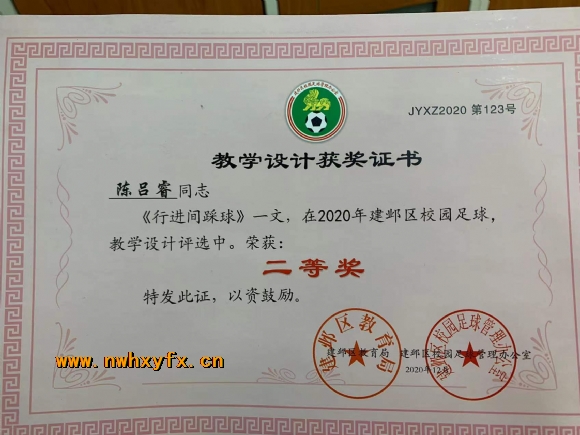 JYXZ2020 第123号
教学设计获奖证书
陈吕睿同志
《行进间踩球》一文，在2020年建邺区校园足球，
教学设计评选中。荣获：
二等奖
特发此证，以资鼓励。
建邺区教育局
建邺区校园足球管理办公室
建邺区教育局 建邺区校园足球管理办公室
2020年12月
www.nwhxyfx.cn